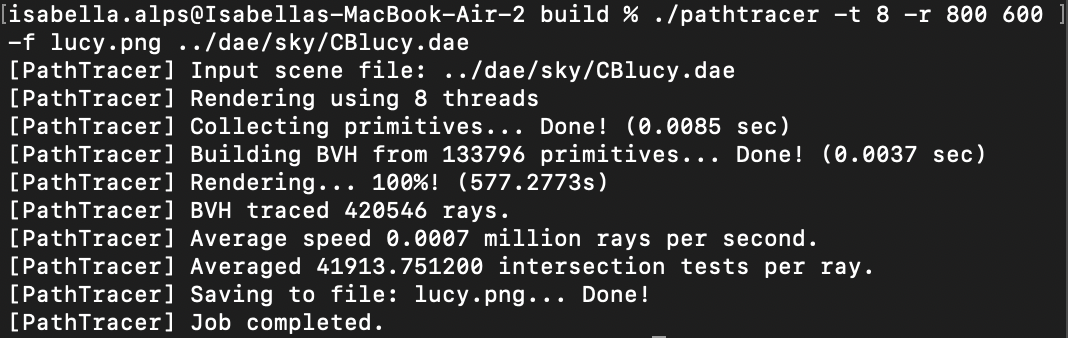 [isabella.alps@Isabellas-MacBook-Air-2 build % ./pathtracer -t 8 -r 800 600 ]
-f lucy.png ../dae/sky/CBlucy.dae
[PathTracer] Input scene file: ../dae/sky/CBlucy.dae
[PathTracer] Rendering using 8 threads
[PathTracer] Collecting primitives... Done! (0.0085 sec)
[PathTracer] Building BVH from 133796 primitives... Done! (0.0037 sec)
[PathTracer] Rendering... 100%! (577.2773s)
[PathTracer] BVH traced 420546 rays.
[PathTracer] Average speed 0.0007 million rays per second.
[PathTracer] Averaged 41913.751200 intersection tests per ray.
[PathTracer] Saving to file: lucy.png... Done!
[PathTracer] Job completed.